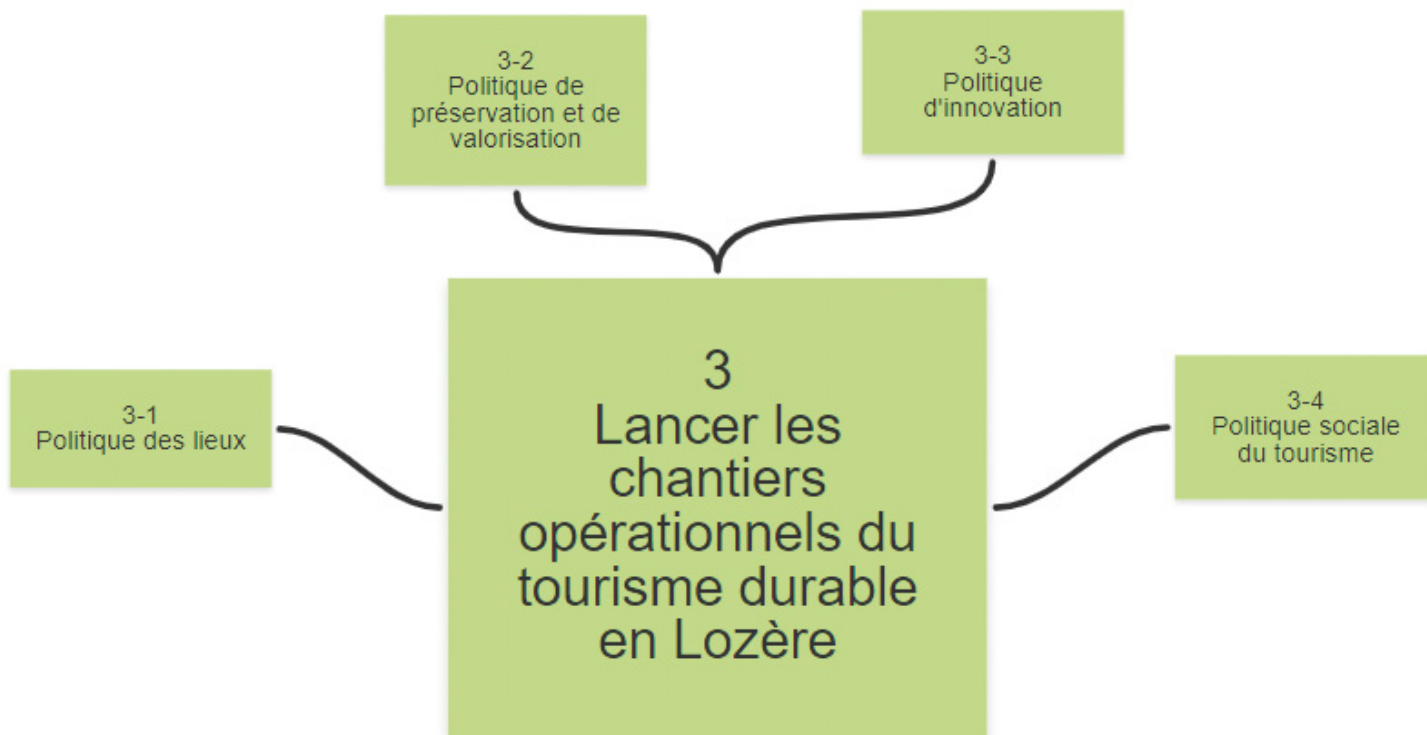 3-2
Politique de
préservation et de
valorisation
3-3
Politique
d'innovation
3-1
Politique des lieux
3
Lancer les
chantiers
opérationnels du
tourisme durable
en Lozère
3-4
Politique sociale
du tourisme